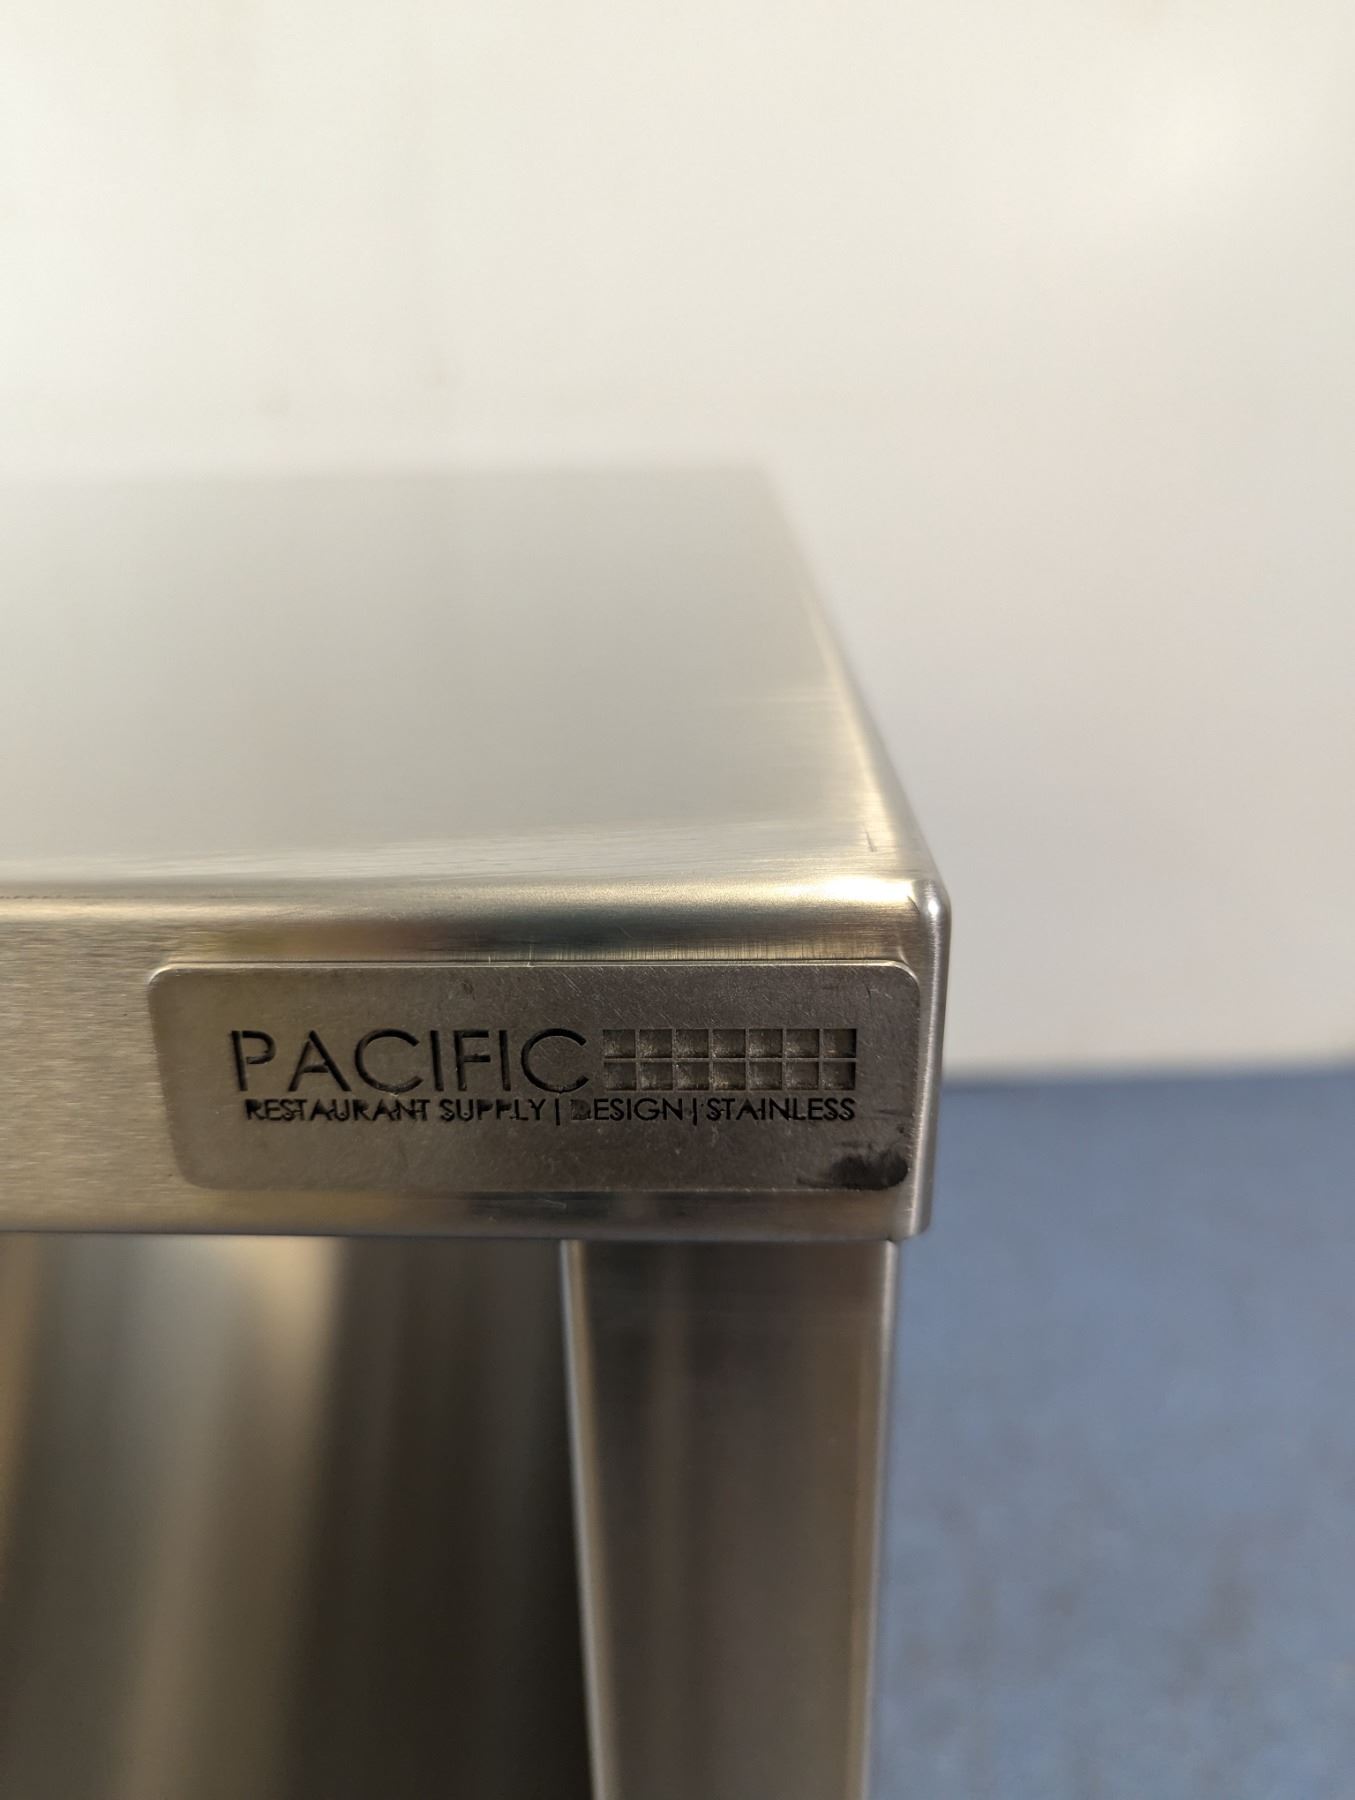 PACIFIC
RESTAURANT SUPPLY | DESIGN | STAINLESS